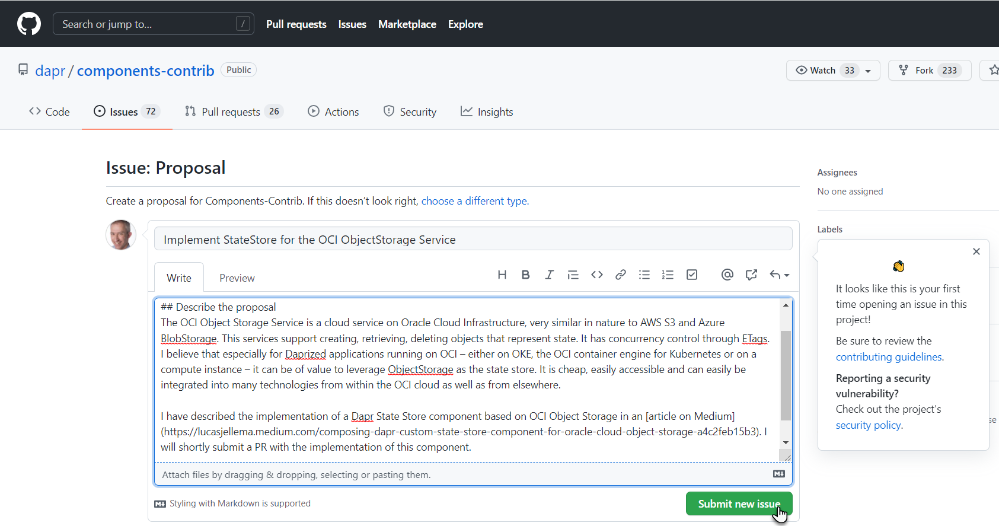 Search or jump to... /
Pull requests Issues Marketplace Explore
dapr / components-contrib Public
Watch 33 Fork 233
Code Issues 72 Pull requests 26 Actions Security Insights
Issue: Proposal
Create a proposal for Components-Contrib. If this doesn’t look right, choose a different type.
Implement StateStore for the OCI ObjectStorage Service
Write Preview
## Describe the proposal
The OCI Object Storage Service is a cloud service on Oracle Cloud Infrastructure, very similar in nature to AWS S3 and Azure
BlobStorage. This services support creating, retrieving, deleting objects that represent state. It has concurrency control through ETags.
I believe that especially for Daprized applications running on OCI – either on OKE, the OCI container engine for Kubernetes or on a
compute instance – it can be of value to leverage ObjectStorage as the state store. It is cheap, easily accessible and can easily be
integrated into many technologies from within the OCI cloud as well as from elsewhere.
I have described the implementation of a Dapr State Store component based on OCI Object Storage in an [article on Medium]
(https://lucasjellema.medium.com/composing-dapr-custom-state-store-component-for-oracle-cloud-object-storage-a4c2feb15b3). I
will shortly submit a PR with the implementation of this component.
Attach files by dragging & dropping, selecting or pasting them.
Styling with Markdown is supported
Submit new issue
Assignees
No one assigned
Labels
It looks like this is your first
time opening an issue in this
project!
Be sure to review the
contributing guidelines.
Reporting a security
vulnerability?
Check out the project's
security policy.
se